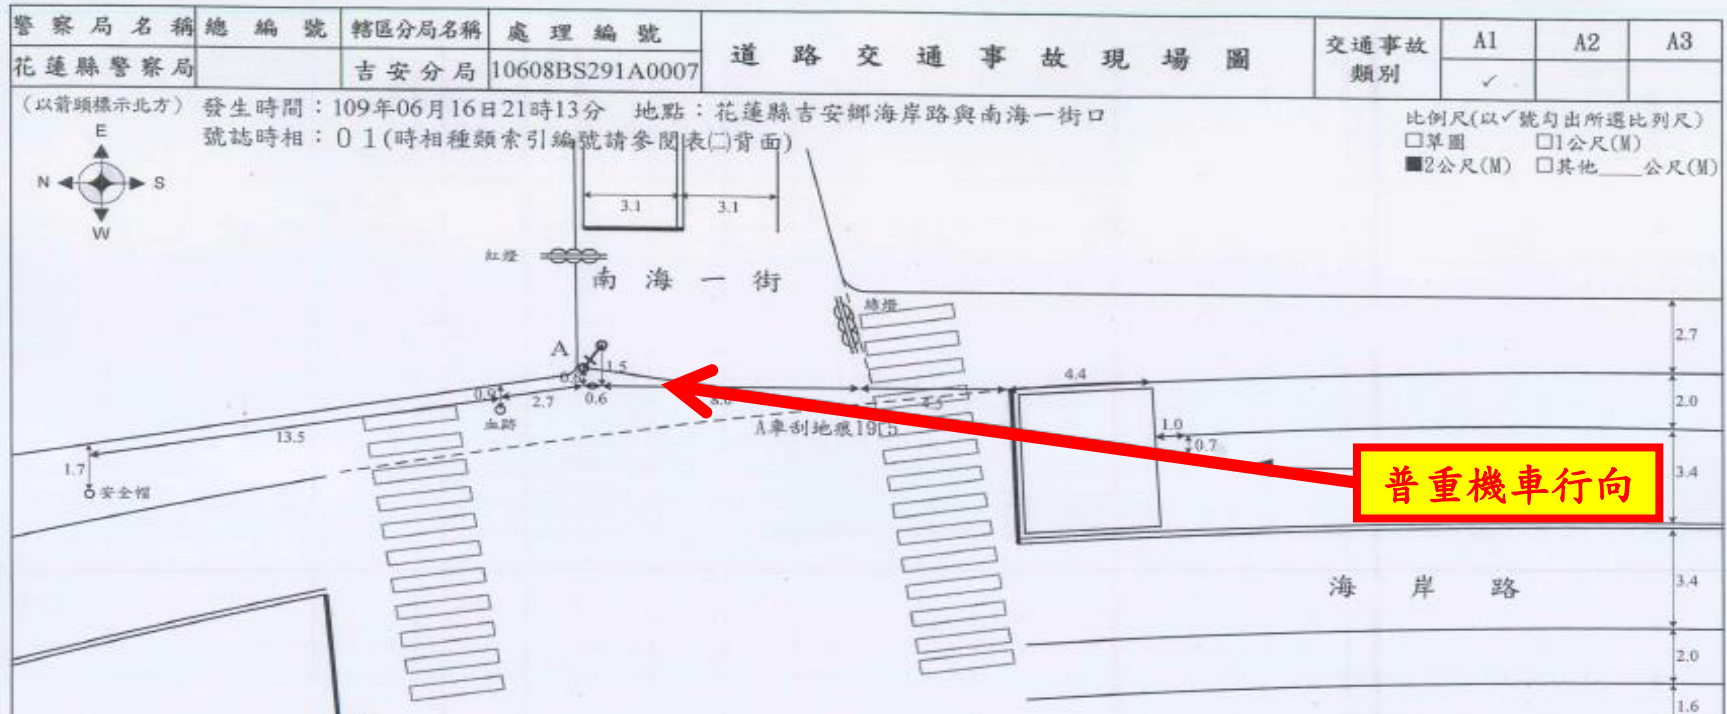 警察局名稱 總編號 轄區分局名稱 處理編號 道路交通事故現場圖 交通事故類別 A1 A2 A3
花蓮縣警察局 吉安分局 10608BS291A0007 ✓
(以箭頭標示北方) 發生時間：109年06月16日21時13分 地點：花蓮縣吉安鄉海岸路與南海一街口
號誌時相：01(時相種類索引編號請參閱表㈡背面)
比例尺(以✓號勾出所選比列尺)
□草圖 □1公尺(M)
■2公尺(M) □其他____公尺(M)
E
N S
W
3.1 3.1
紅燈
南海一街
綠燈
2.7
A
1.5
4.4
0.9
2.7
0.6
4.5
2.0
血跡
13.5
A車刮地痕19
1.0
0.7
1.7
安全帽
3.4
普重機車行向
海岸路
3.4
2.0
1.6